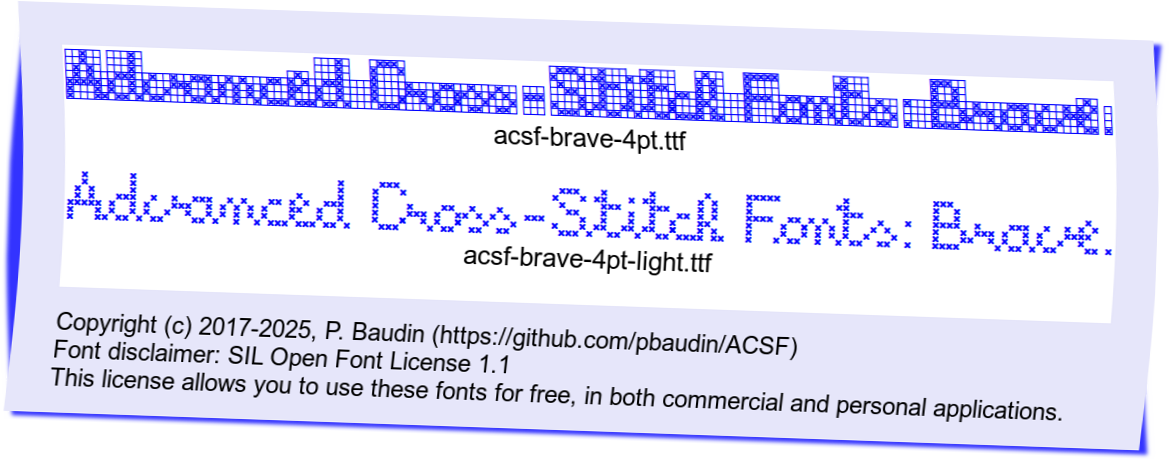 Advanced Cross-Stitch Fonts: Brave.
acsf-brave-4pt.ttf
Advanced Cross-Stitch Fonts: Brave.
acsf-brave-4pt-light.ttf
Copyright (c) 2017-2025, P. Baudin (https://github.com/pbaudin/ACSF)
Font disclaimer: SIL Open Font License 1.1
This license allows you to use these fonts for free, in both commercial and personal applications.